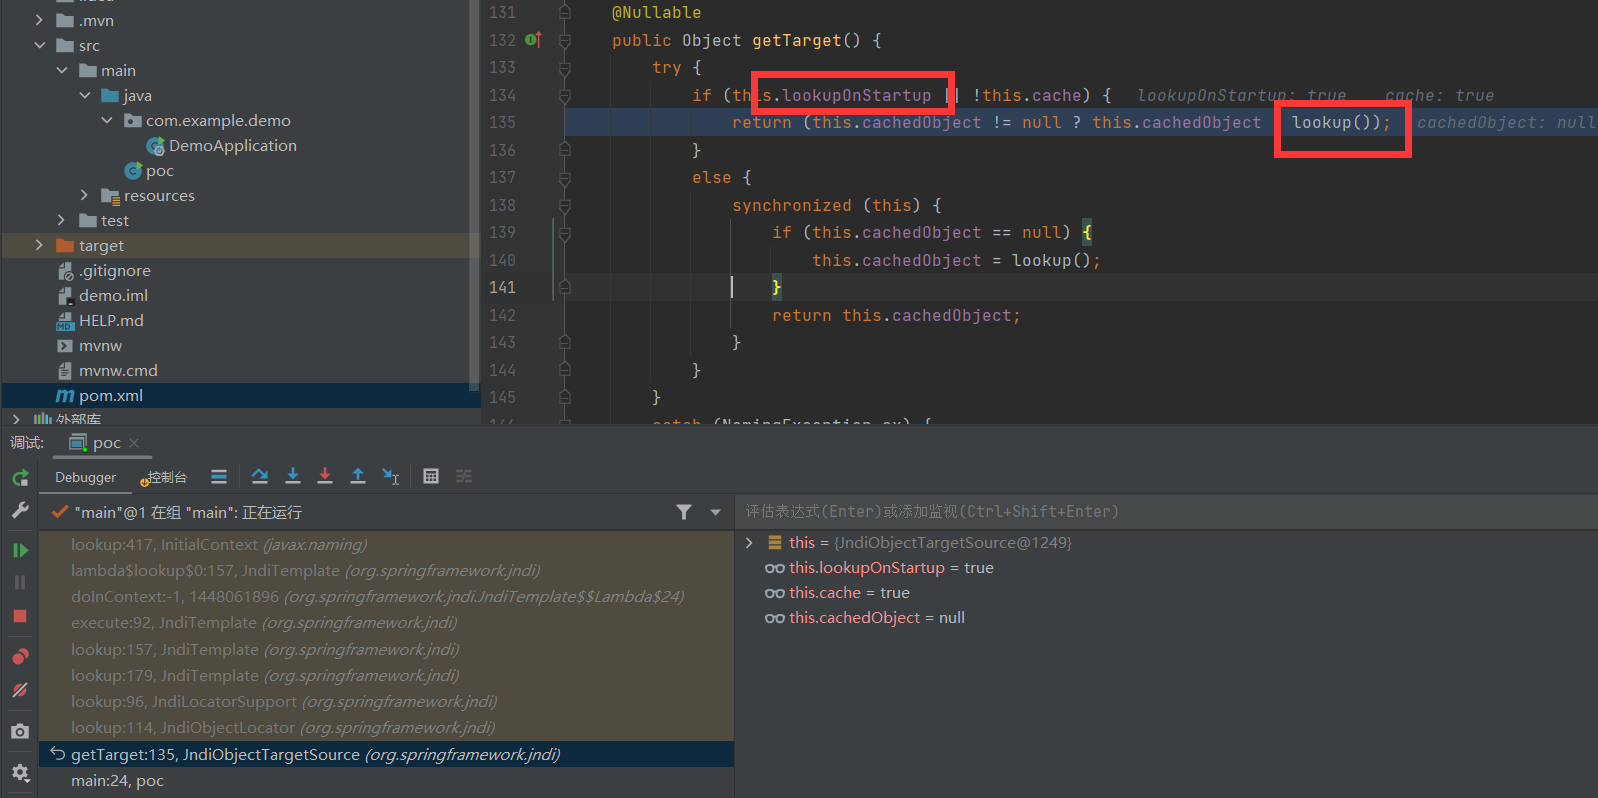 .mvn
src
main
java
com.example.demo
DemoApplication
poc
resources
test
target
.gitignore
demo.iml
HELP.md
mvnw
mvnw.cmd
pom.xml
外部库
131 @Nullable
132 public Object getTarget() {
133 try {
134 if (this.lookupOnStartup || !this.cache) { lookupOnStartup: true cache: true
135 return (this.cachedObject != null ? this.cachedObject lookup()); cachedObject: null
136 }
137 else {
138 synchronized (this) {
139 if (this.cachedObject == null) {
140 this.cachedObject = lookup();
141 }
142 return this.cachedObject;
143 }
144 }
145 }
catch (NamingException ex) {
调试: poc
Debugger 控制台
"main"@1 在组 "main": 正在运行
lookup:417, InitialContext (javax.naming)
lambda$lookup$0:157, JndiTemplate (org.springframework.jndi)
doInContext:-1, 1448061896 (org.springframework.jndi.JndiTemplate$$Lambda$24)
execute:92, JndiTemplate (org.springframework.jndi)
lookup:157, JndiTemplate (org.springframework.jndi)
lookup:179, JndiTemplate (org.springframework.jndi)
lookup:96, JndiLocatorSupport (org.springframework.jndi)
lookup:114, JndiObjectLocator (org.springframework.jndi)
getTarget:135, JndiObjectTargetSource (org.springframework.jndi)
main:24, poc
评估表达式(Enter)或添加监视(Ctrl+Shift+Enter)
this = {JndiObjectTargetSource@1249}
this.lookupOnStartup = true
this.cache = true
this.cachedObject = null